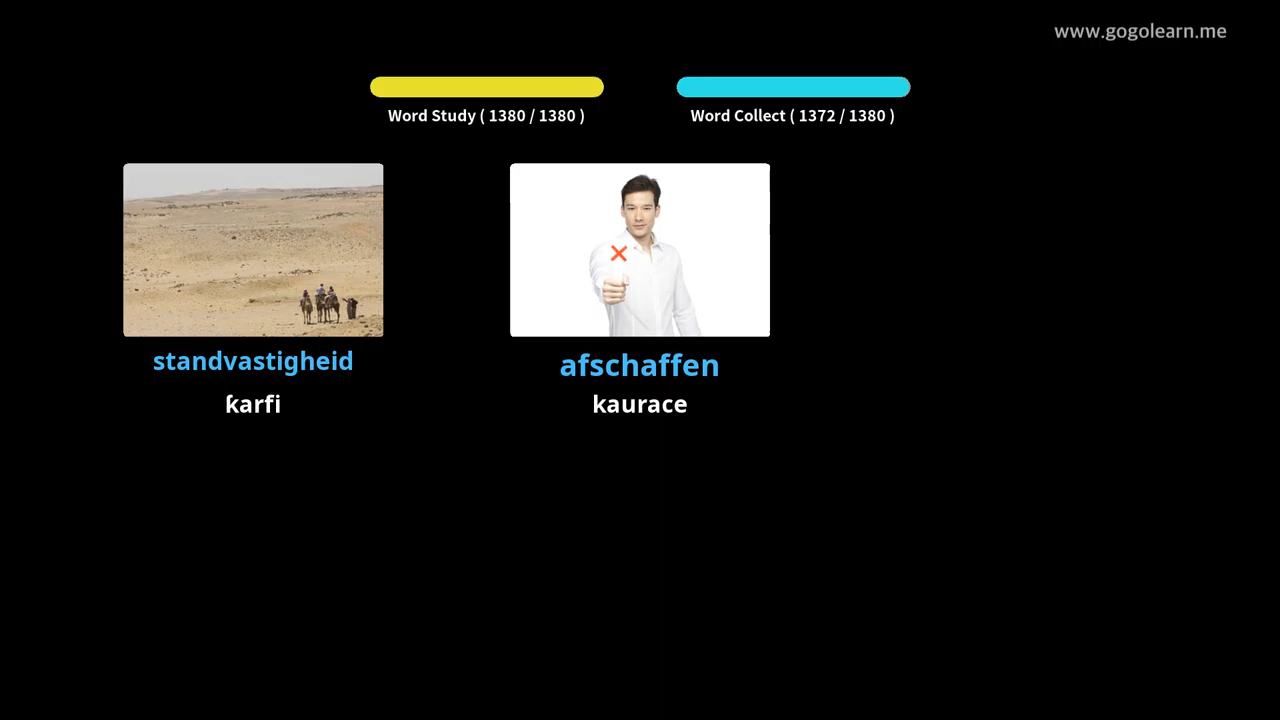 www.gogolearn.me
Word Study ( 1380 / 1380 )
Word Collect ( 1372 / 1380 )
standvastigheid
ƙarfi
afschaffen
kaurace